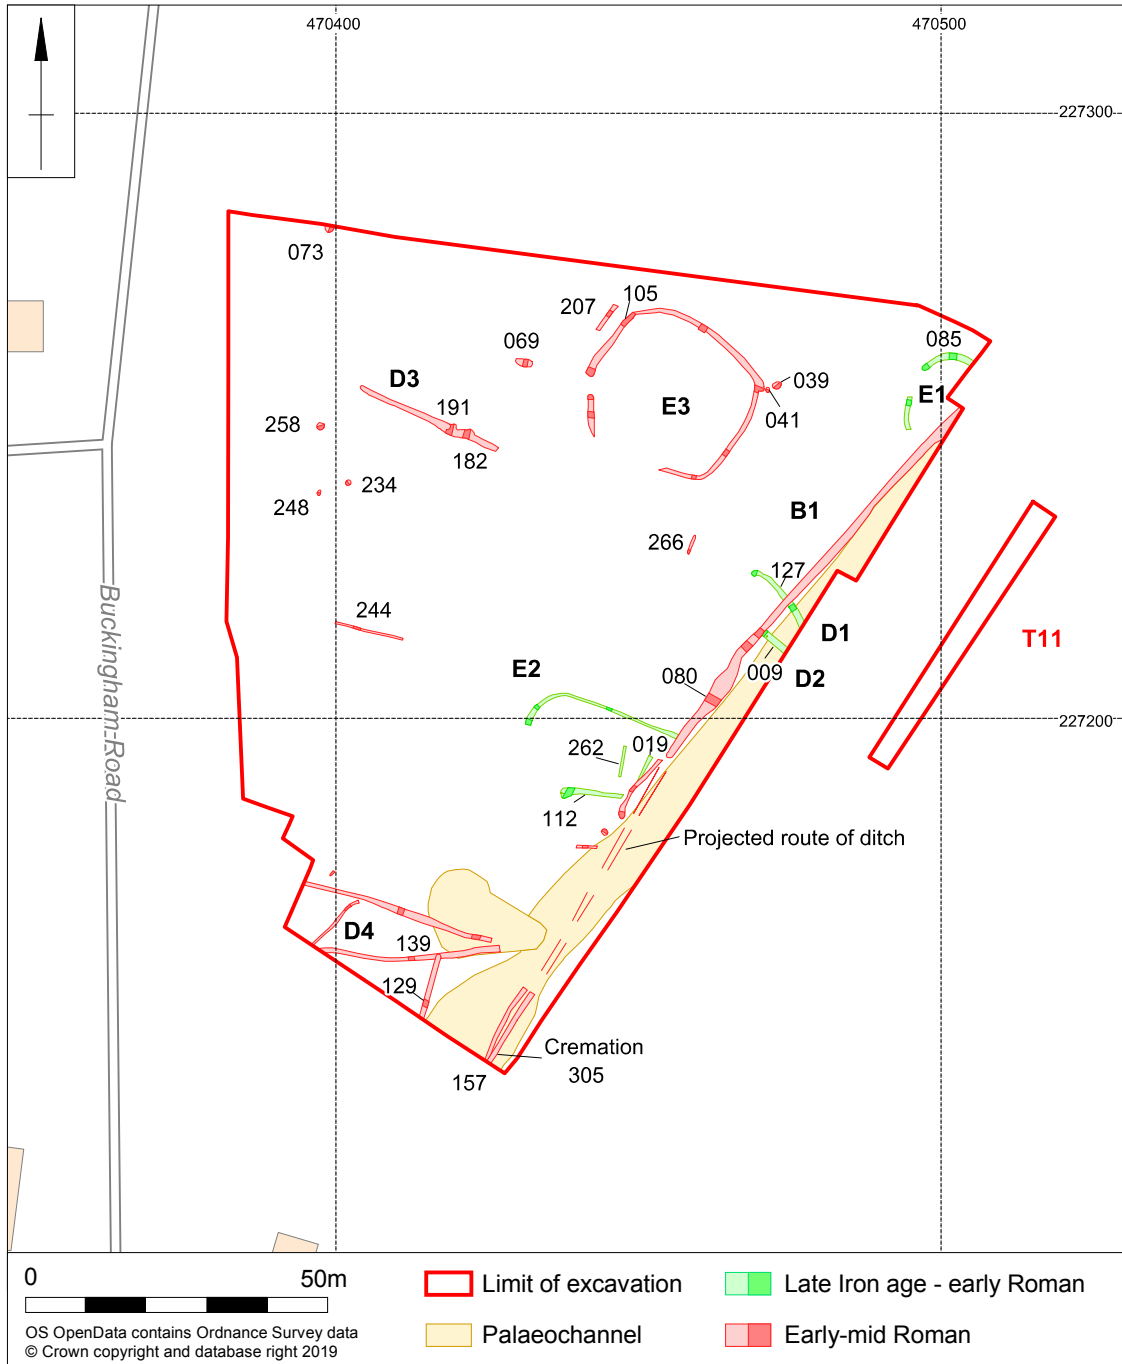 470400
470500
227300
073
207
105
085
069
D3
039
E1
191
E3
041
258
182
234
248
B1
266
127
Buckingham Road
244
D1
T11
009
E2
080
D2
227200
262
019
112
Projected route of ditch
D4
139
129
Cremation
305
157
0
50m
Limit of excavation
Late Iron age - early Roman
Palaeochannel
Early-mid Roman
OS OpenData contains Ordnance Survey data
© Crown copyright and database right 2019